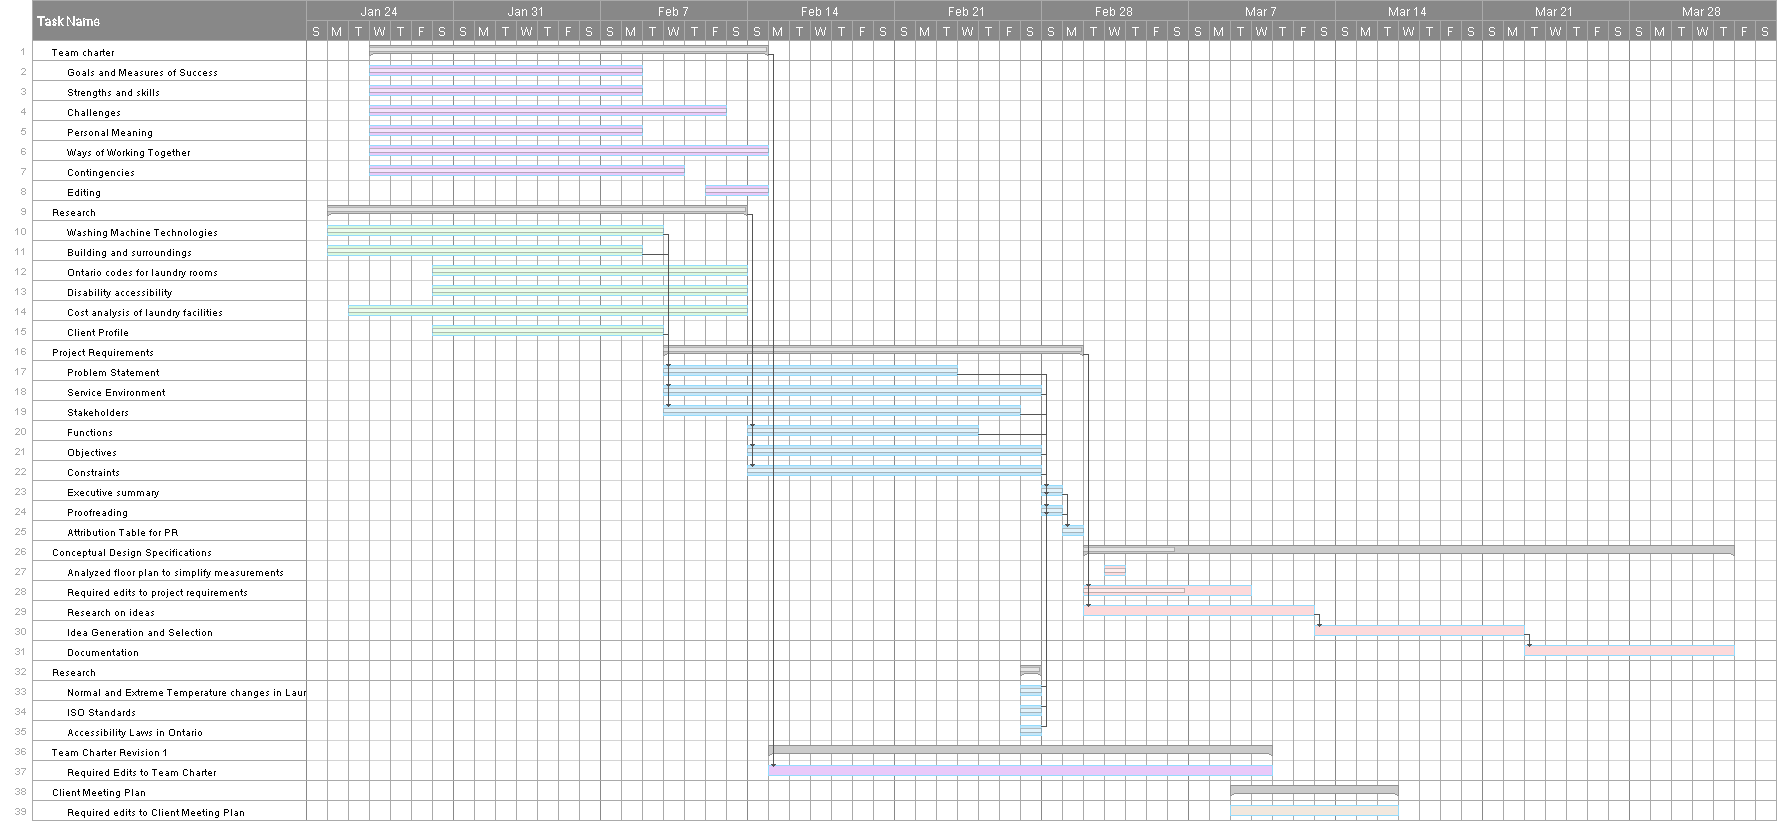 Task Name
Jan 24 Jan 31 Feb 7 Feb 14 Feb 21 Feb 28 Mar 7 Mar 14 Mar 21 Mar 28
S M T W T F S S M T W T F S S M T W T F S S M T W T F S S M T W T F S S M T W T F S S M T W T F S S M T W T F S S M T W T F S S M T W T F S
1 Team charter
2 Goals and Measures of Success
3 Strengths and skills
4 Challenges
5 Personal Meaning
6 Ways of Working Together
7 Contingencies
8 Editing
9 Research
10 Washing Machine Technologies
11 Building and surroundings
12 Ontario codes for laundry rooms
13 Disability accessibility
14 Cost analysis of laundry facilities
15 Client Profile
16 Project Requirements
17 Problem Statement
18 Service Environment
19 Stakeholders
20 Functions
21 Objectives
22 Constraints
23 Executive summary
24 Proofreading
25 Attribution Table for PR
26 Conceptual Design Specifications
27 Analyzed floor plan to simplify measurements
28 Required edits to project requirements
29 Research on ideas
30 Idea Generation and Selection
31 Documentation
32 Research
33 Normal and Extreme Temperature changes in Laur
34 ISO Standards
35 Accessibility Laws in Ontario
36 Team Charter Revision 1
37 Required Edits to Team Charter
38 Client Meeting Plan
39 Required edits to Client Meeting Plan